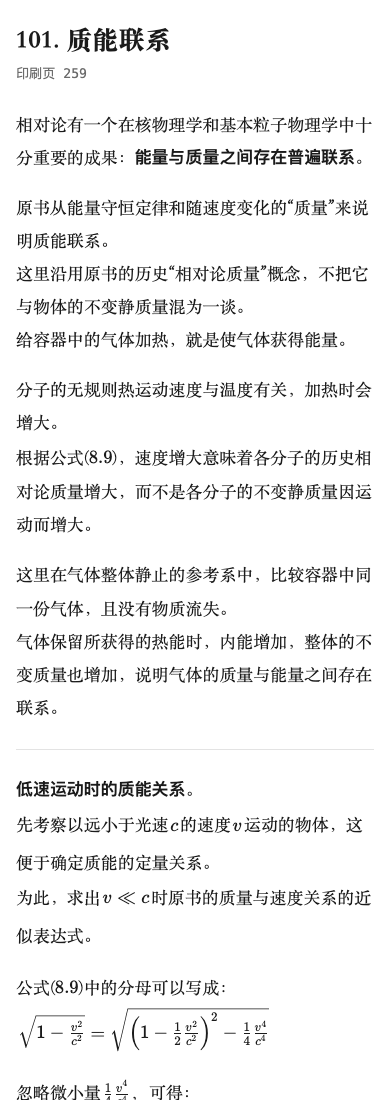 101. 质能联系
印刷页 259
相对论有一个在核物理学和基本粒子物理学中十
分重要的成果：能量与质量之间存在普遍联系。
原书从能量守恒定律和随速度变化的“质量”来说
明质能联系。
这里沿用原书的历史“相对论质量”概念，不把它
与物体的不变静质量混为一谈。
给容器中的气体加热，就是使气体获得能量。
分子的无规则热运动速度与温度有关，加热时会
增大。
根据公式(8.9)，速度增大意味着各分子的历史相
对论质量增大，而不是各分子的不变静质量因运
动而增大。
这里在气体整体静止的参考系中，比较容器中同
一份气体，且没有物质流失。
气体保留所获得的热能时，内能增加，整体的不
变质量也增加，说明气体的质量与能量之间存在
联系。
低速运动时的质能关系。
先考察以远小于光速c的速度v运动的物体，这
便于确定质能的定量关系。
为此，求出v ≪ c时原书的质量与速度关系的近
似表达式。
公式(8.9)中的分母可以写成：
√(1 − v²/c²) = √((1 − 1/2 v²/c²)² − 1/4 v⁴/c⁴)
忽略微小量 1/4 v⁴/c⁴，可得：